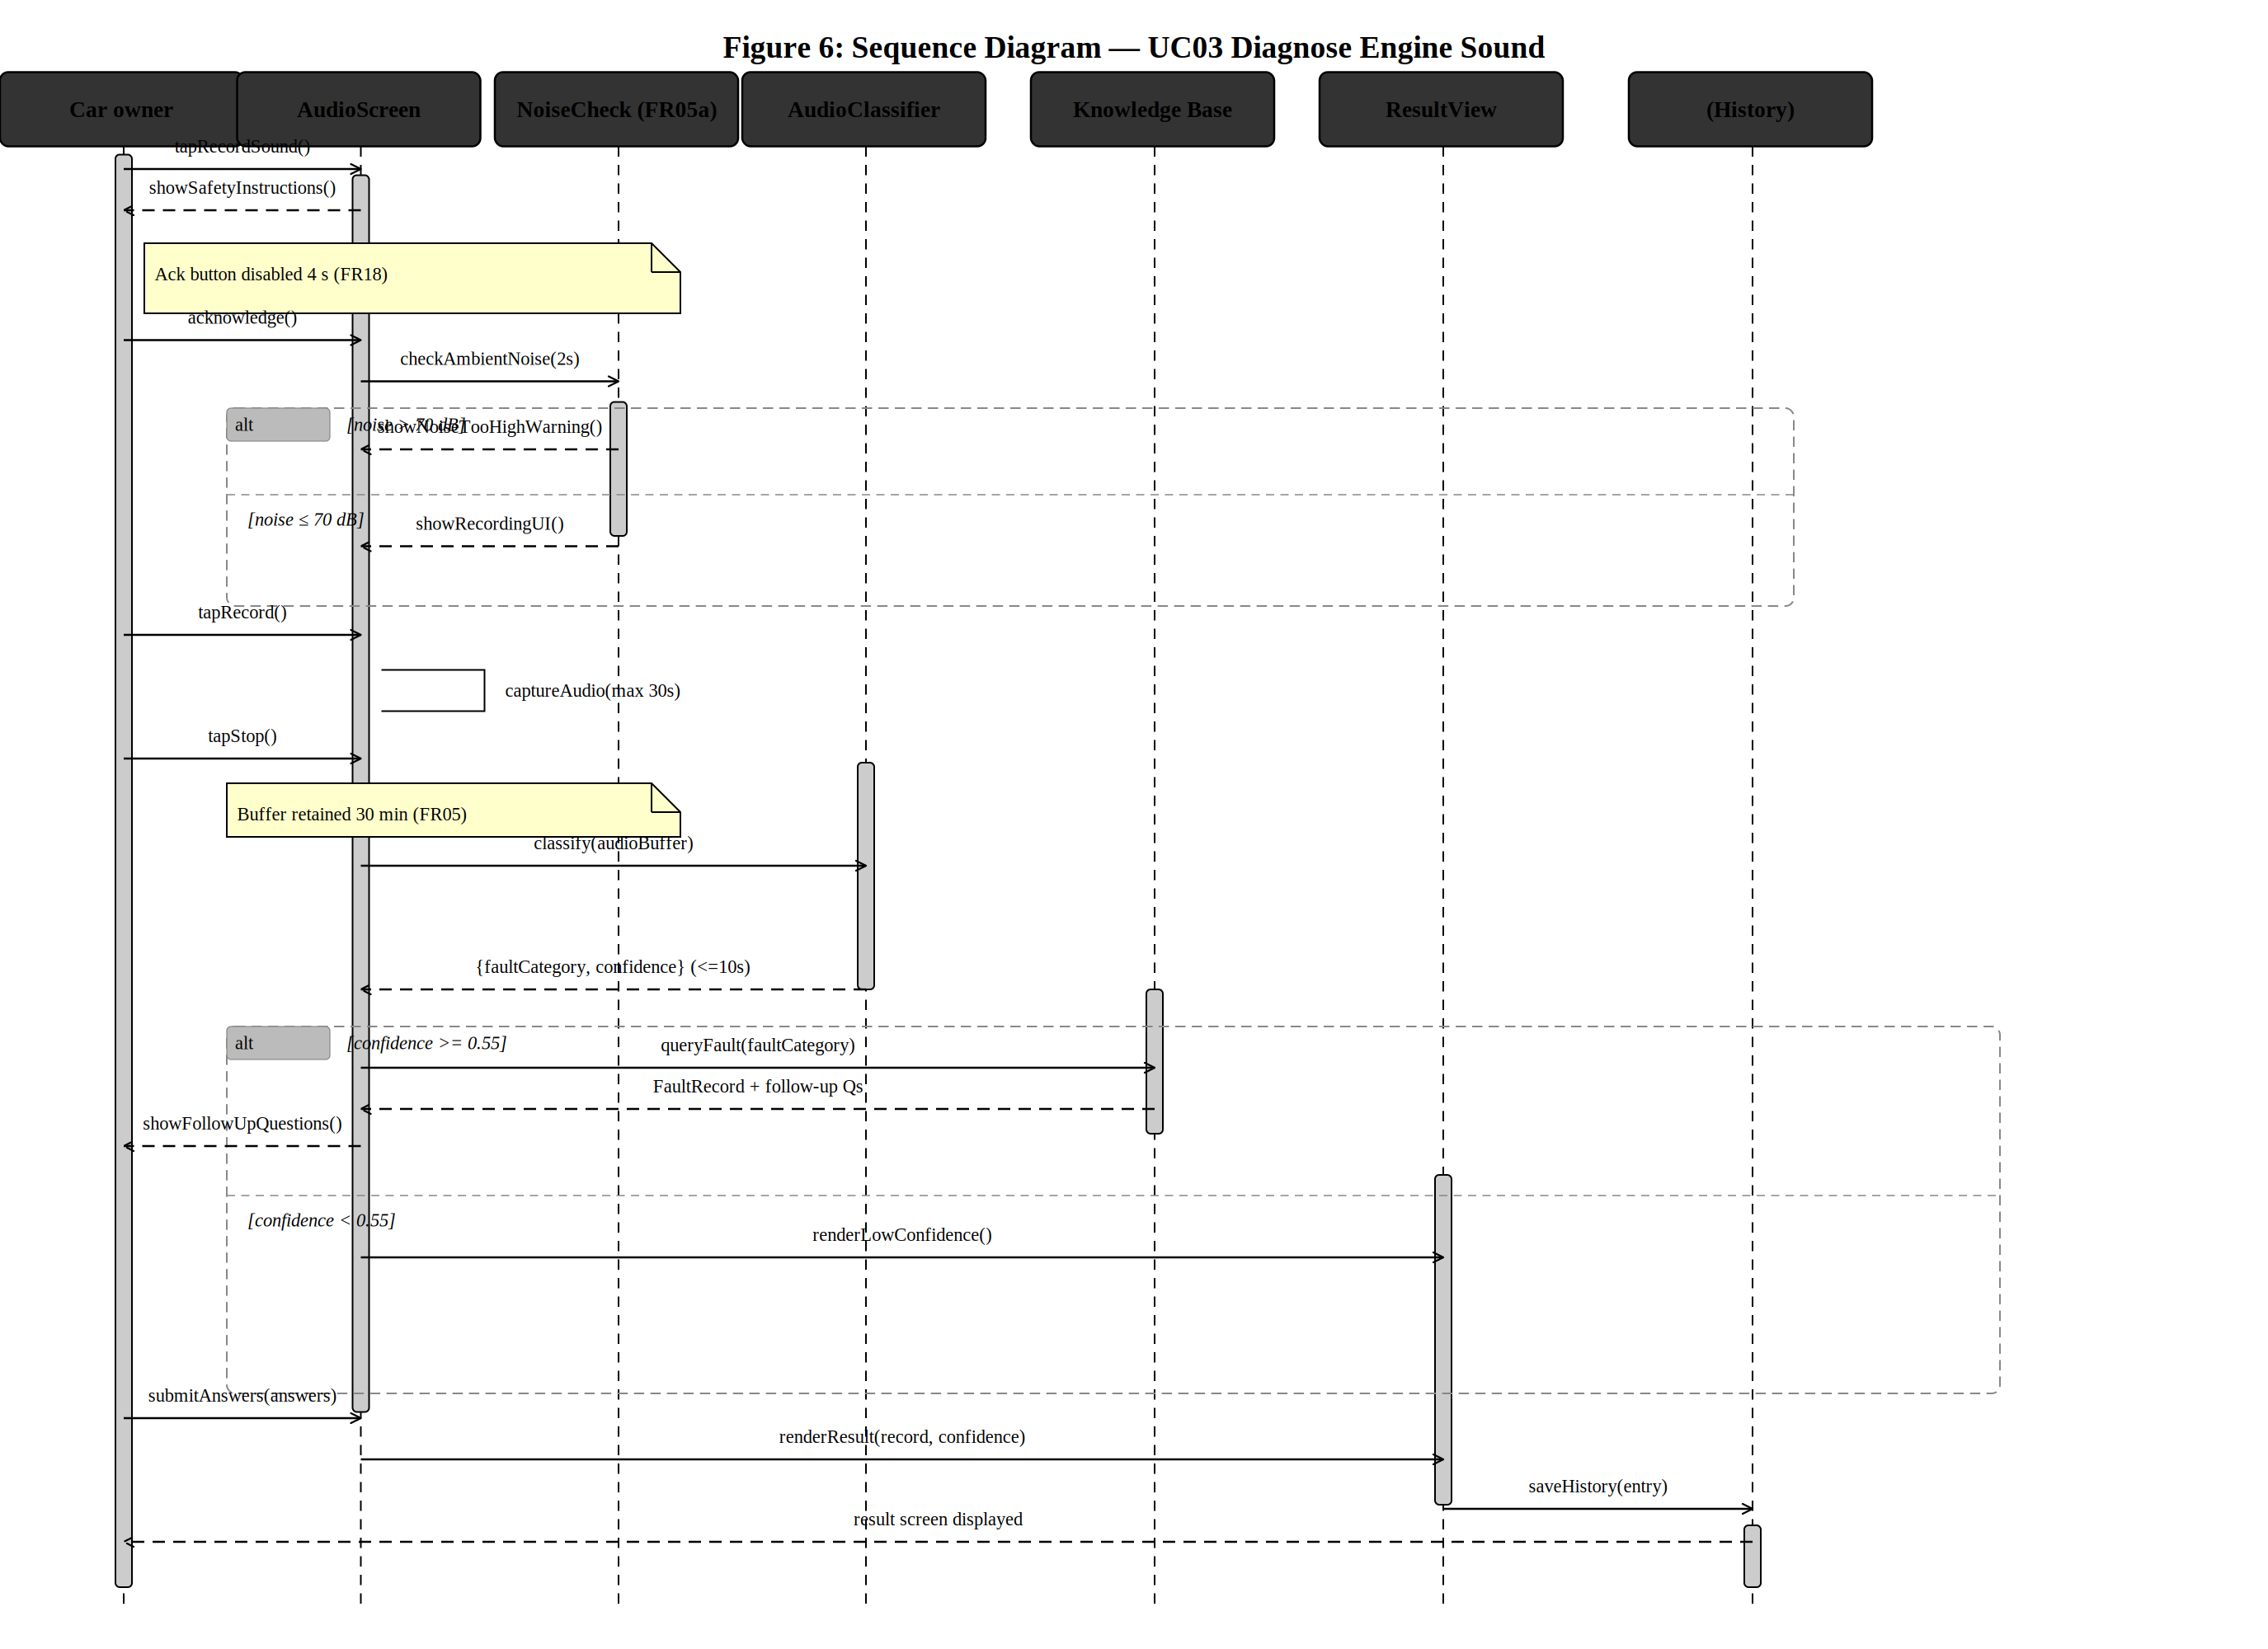 Figure 6: Sequence Diagram — UC03 Diagnose Engine Sound
Car owner
AudioScreen
NoiseCheck (FR05a)
AudioClassifier
Knowledge Base
ResultView
(History)
tapRecordSound()
showSafetyInstructions()
Ack button disabled 4 s (FR18)
acknowledge()
checkAmbientNoise(2s)
alt
[noise > 70 dB]
showNoiseTooHighWarning()
[noise ≤ 70 dB]
showRecordingUI()
tapRecord()
captureAudio(max 30s)
tapStop()
Buffer retained 30 min (FR05)
classify(audioBuffer)
{faultCategory, confidence} (<=10s)
alt
[confidence >= 0.55]
queryFault(faultCategory)
FaultRecord + follow-up Qs
showFollowUpQuestions()
[confidence < 0.55]
renderLowConfidence()
submitAnswers(answers)
renderResult(record, confidence)
saveHistory(entry)
result screen displayed